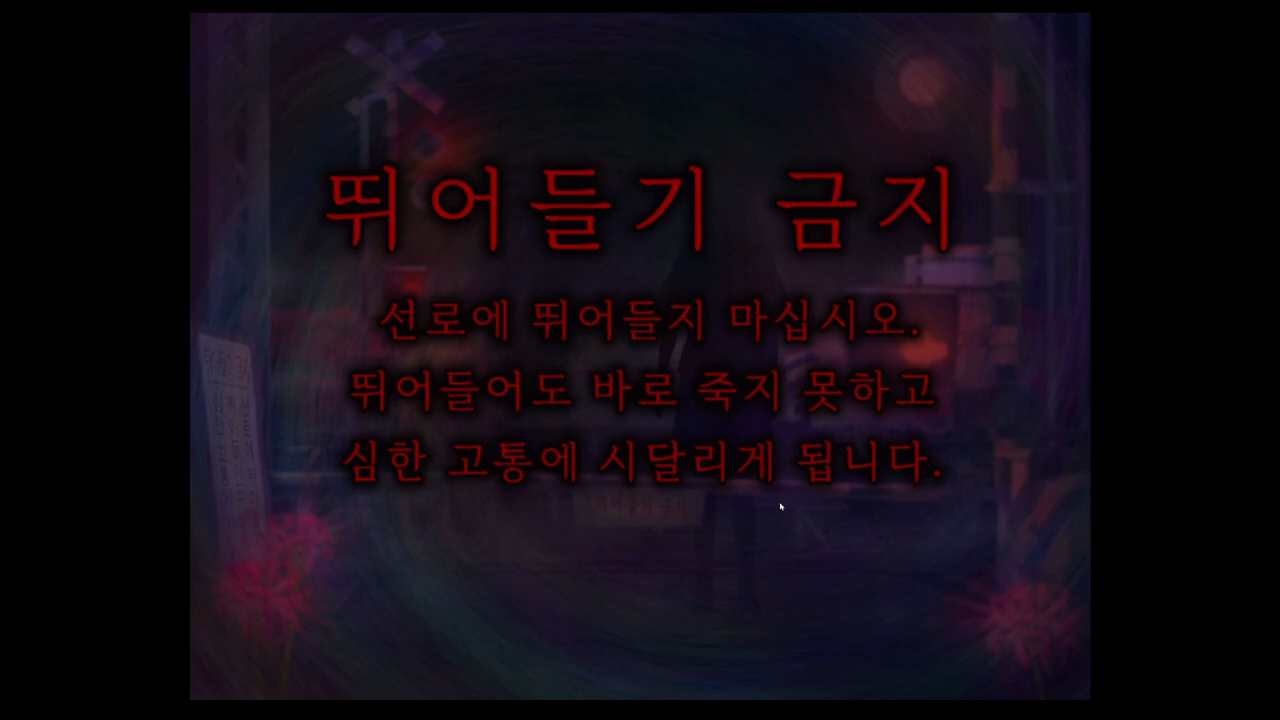 뛰어들기 금지
선로에 뛰어들지 마십시오.
뛰어들어도 바로 죽지 못하고
심한 고통에 시달리게 됩니다.